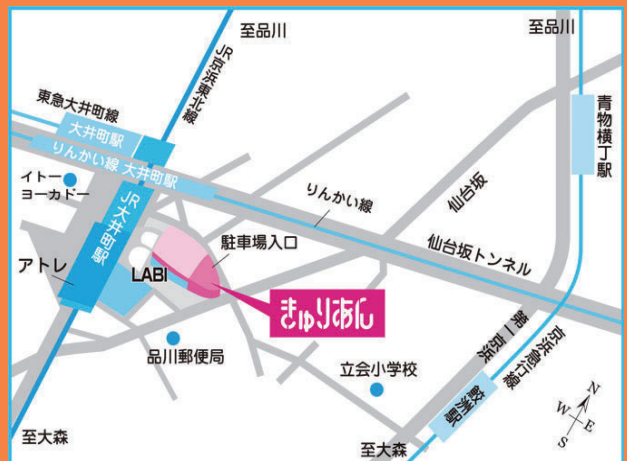 至品川
至品川
JR京浜東北線
東急大井町線
大井町駅
りんかい線 大井町駅
青物横丁駅
イトー
ヨーカドー
JR大井町駅
りんかい線
仙台坂
駐車場入口
仙台坂トンネル
アトレ
LABI
きゅりあん
品川郵便局
立会小学校
第一京浜
京浜急行線
鮫洲駅
N
W
E
S
至大森
至大森